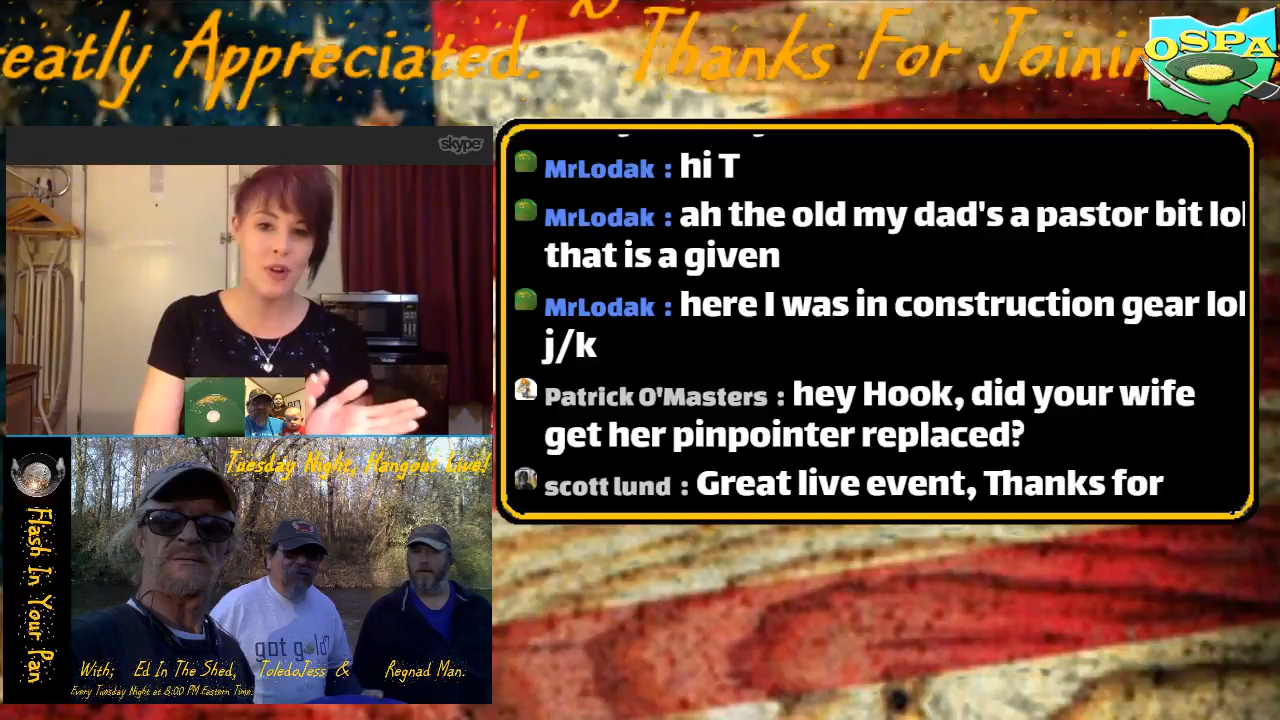 eatly Appreciated. ~ Thanks For Joinin
OSPA
skype
MrLodak : hi T
MrLodak : ah the old my dad's a pastor bit lol
that is a given
MrLodak : here I was in construction gear lol
j/k
Patrick O'Masters : hey Hook, did your wife
get her pinpointer replaced?
scott lund : Great live event, Thanks for
Tuesday Night, Hangout Live!
Flash In Your Pan
got gold?
With; Ed In The Shed, ToledoJess & Regnad Man.
Every Tuesday Night at 8:00 PM Eastern Time.